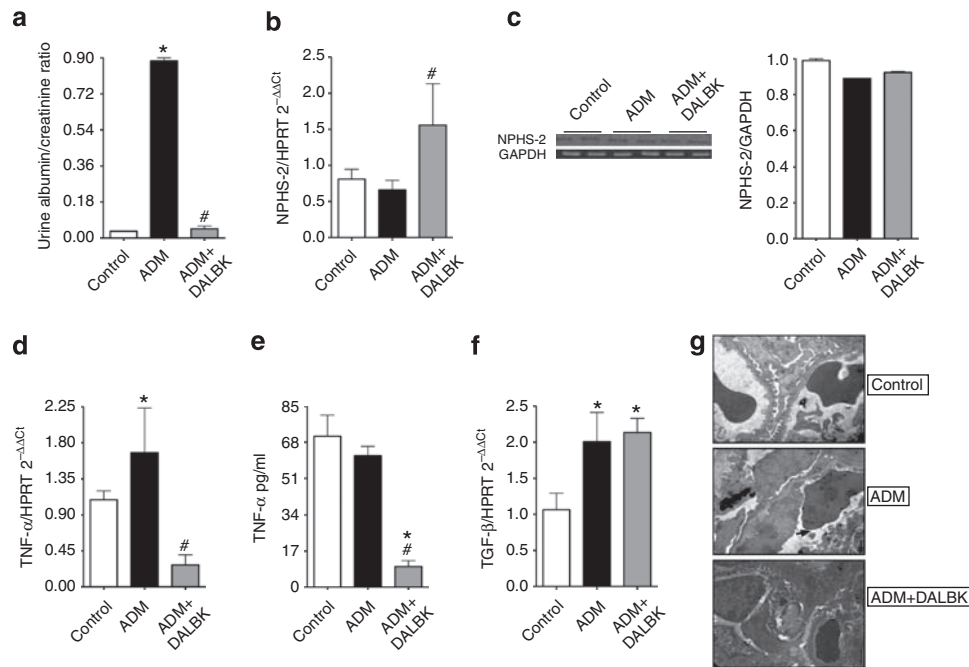 a
Urine albumin/creatinine ratio
0.90
0.72
0.54
0.36
0.18
0.00
*
#
Control
ADM
ADM+
DALBK
b
NPHS-2/HPRT 2^−ΔΔCt
2.5
2.0
1.5
1.0
0.5
0.0
#
Control
ADM
ADM+
DALBK
c
Control
ADM
ADM+
DALBK
NPHS-2
GAPDH
NPHS-2/GAPDH
1.0
0.8
0.6
0.4
0.2
0.0
Control
ADM
ADM+
DALBK
d
TNF-α/HPRT 2^−ΔΔCt
2.25
1.80
1.35
0.90
0.45
0.00
*
#
Control
ADM
ADM+
DALBK
e
TNF-α pg/ml
85
68
51
34
17
0
*
#
Control
ADM
ADM+
DALBK
f
TGF-β/HPRT 2^−ΔΔCt
2.5
2.0
1.5
1.0
0.5
0.0
*
*
Control
ADM
ADM+
DALBK
g
Control
ADM
ADM+DALBK